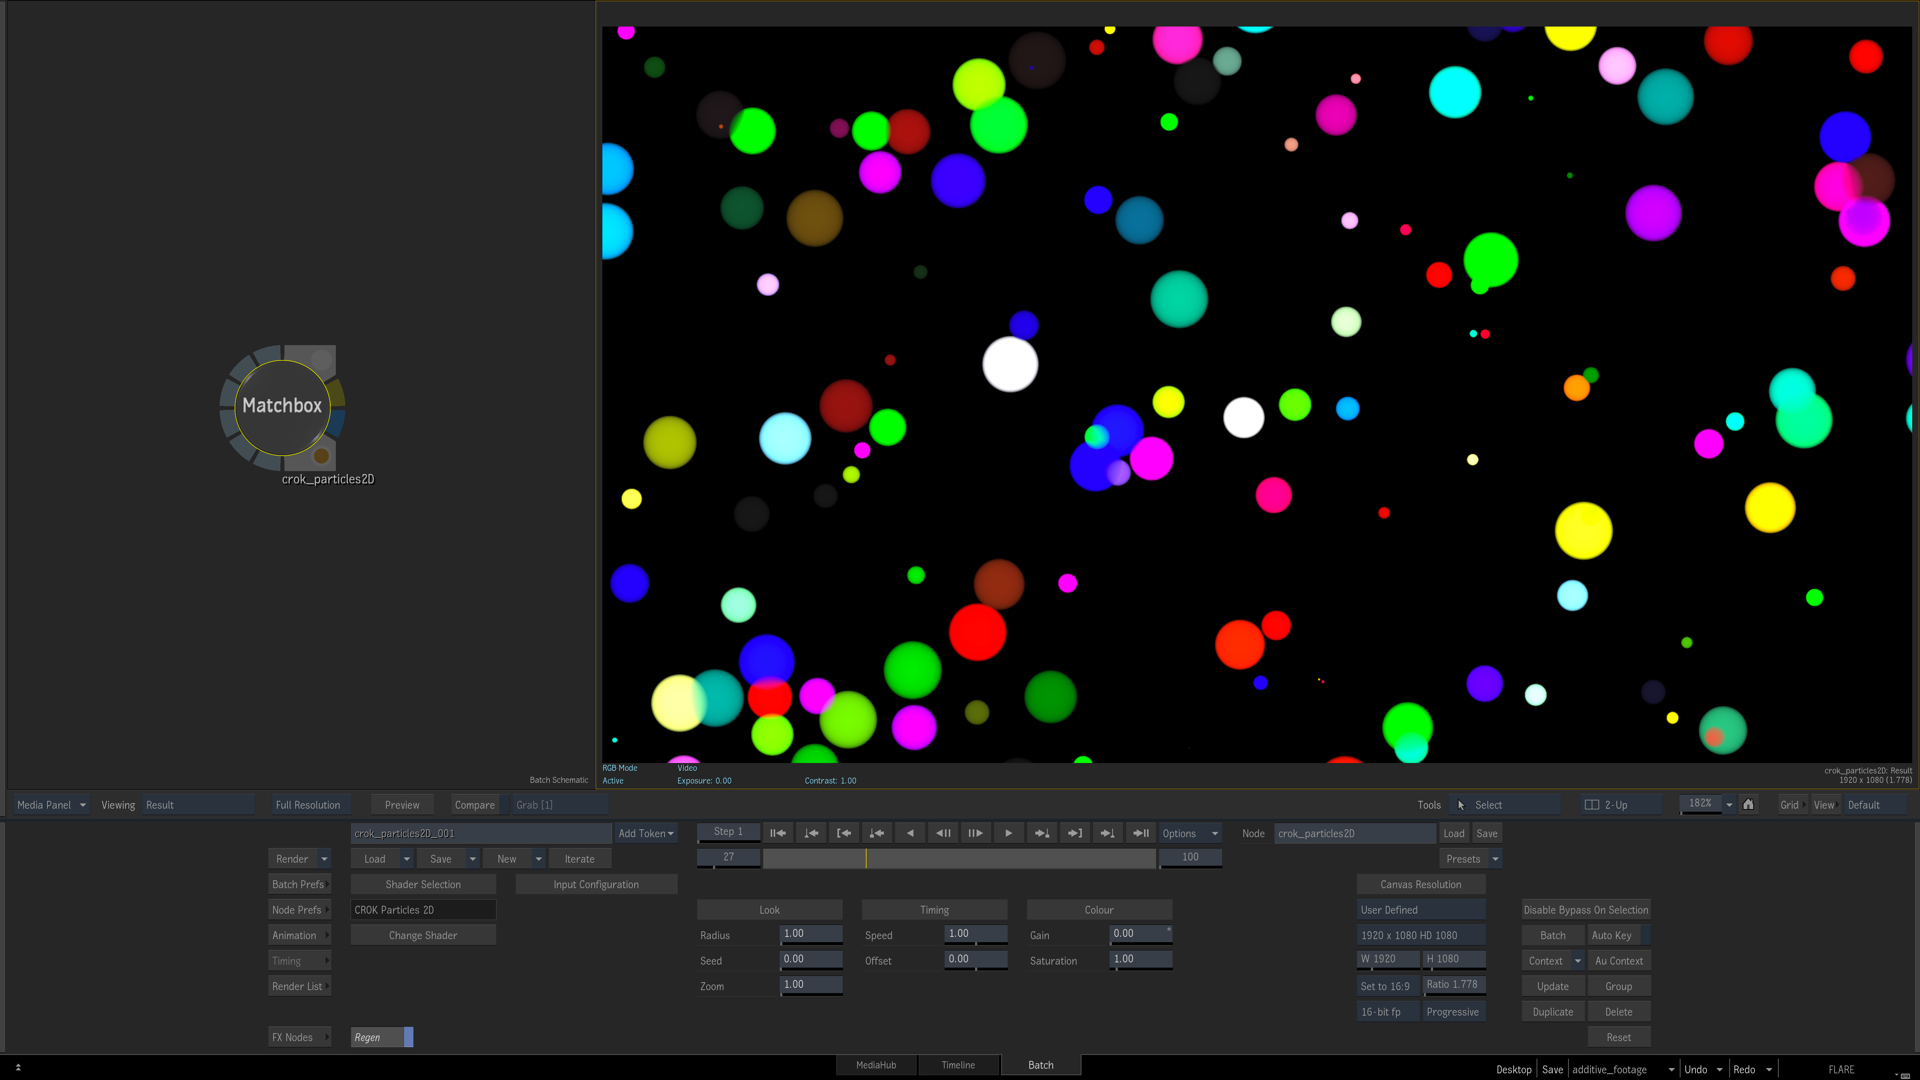 Matchbox
crok_particles2D
Batch Schematic
RGB Mode Video
Active Exposure: 0.00 Contrast: 1.00
crok_particles2D: Result
1920 x 1080 (1.778)
Media Panel Viewing Result Full Resolution Preview Compare Grab [1] Tools Select 2-Up 182% Grid View Default
crok_particles2D_001 Add Token Step 1 Options Node crok_particles2D Load Save
Render Load Save New Iterate 27 100 Presets
Batch Prefs Shader Selection Input Configuration Canvas Resolution
Node Prefs CROK Particles 2D Look Timing Colour User Defined Disable Bypass On Selection
Animation Change Shader Radius 1.00 Speed 1.00 Gain 0.00 1920 x 1080 HD 1080 Batch Auto Key
Timing Seed 0.00 Offset 0.00 Saturation 1.00 W 1920 H 1080 Context Au Context
Render List Zoom 1.00 Set to 16:9 Ratio 1.778 Update Group
16-bit fp Progressive Duplicate Delete
FX Nodes Regen Reset
MediaHub Timeline Batch Desktop Save additive_footage Undo Redo FLARE